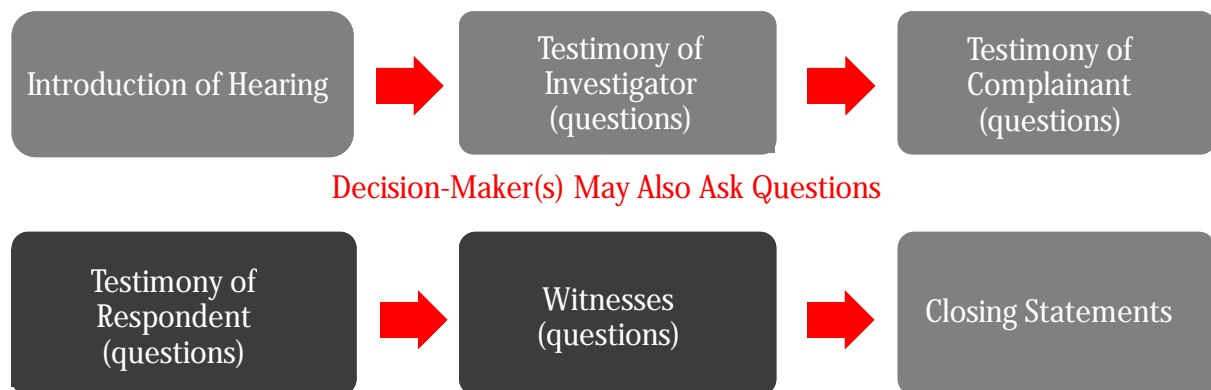 Introduction of Hearing
Testimony of
Investigator
(questions)
Testimony of
Complainant
(questions)
Decision-Maker(s) May Also Ask Questions
Testimony of
Respondent
(questions)
Witnesses
(questions)
Closing Statements